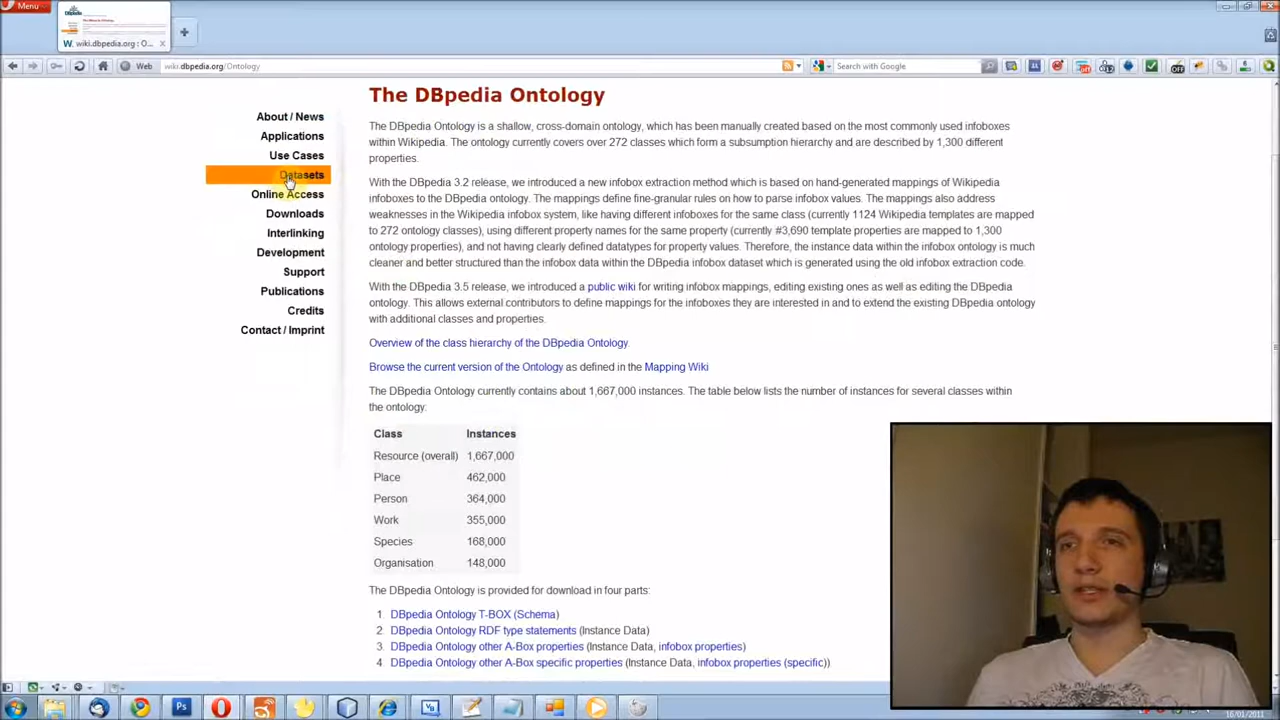 Menu
wiki.dbpedia.org : O...
Web
wiki.dbpedia.org/Ontology
Search with Google
The DBpedia Ontology
About / News
Applications
Use Cases
Datasets
Online Access
Downloads
Interlinking
Development
Support
Publications
Credits
Contact / Imprint
The DBpedia Ontology is a shallow, cross-domain ontology, which has been manually created based on the most commonly used infoboxes
within Wikipedia. The ontology currently covers over 272 classes which form a subsumption hierarchy and are described by 1,300 different
properties.
With the DBpedia 3.2 release, we introduced a new infobox extraction method which is based on hand-generated mappings of Wikipedia
infoboxes to the DBpedia ontology. The mappings define fine-granular rules on how to parse infobox values. The mappings also address
weaknesses in the Wikipedia infobox system, like having different infoboxes for the same class (currently 1124 Wikipedia templates are mapped
to 272 ontology classes), using different property names for the same property (currently #3,690 template properties are mapped to 1,300
ontology properties), and not having clearly defined datatypes for property values. Therefore, the instance data within the infobox ontology is much
cleaner and better structured than the infobox data within the DBpedia infobox dataset which is generated using the old infobox extraction code.
With the DBpedia 3.5 release, we introduced a public wiki for writing infobox mappings, editing existing ones as well as editing the DBpedia
ontology. This allows external contributors to define mappings for the infoboxes they are interested in and to extend the existing DBpedia ontology
with additional classes and properties.
Overview of the class hierarchy of the DBpedia Ontology.
Browse the current version of the Ontology as defined in the Mapping Wiki
The DBpedia Ontology currently contains about 1,667,000 instances. The table below lists the number of instances for several classes within
the ontology:
Class Instances
Resource (overall) 1,667,000
Place 462,000
Person 364,000
Work 355,000
Species 168,000
Organisation 148,000
The DBpedia Ontology is provided for download in four parts:
1. DBpedia Ontology T-BOX (Schema)
2. DBpedia Ontology RDF type statements (Instance Data)
3. DBpedia Ontology other A-Box properties (Instance Data, infobox properties)
4. DBpedia Ontology other A-Box specific properties (Instance Data, infobox properties (specific))
16/01/2011